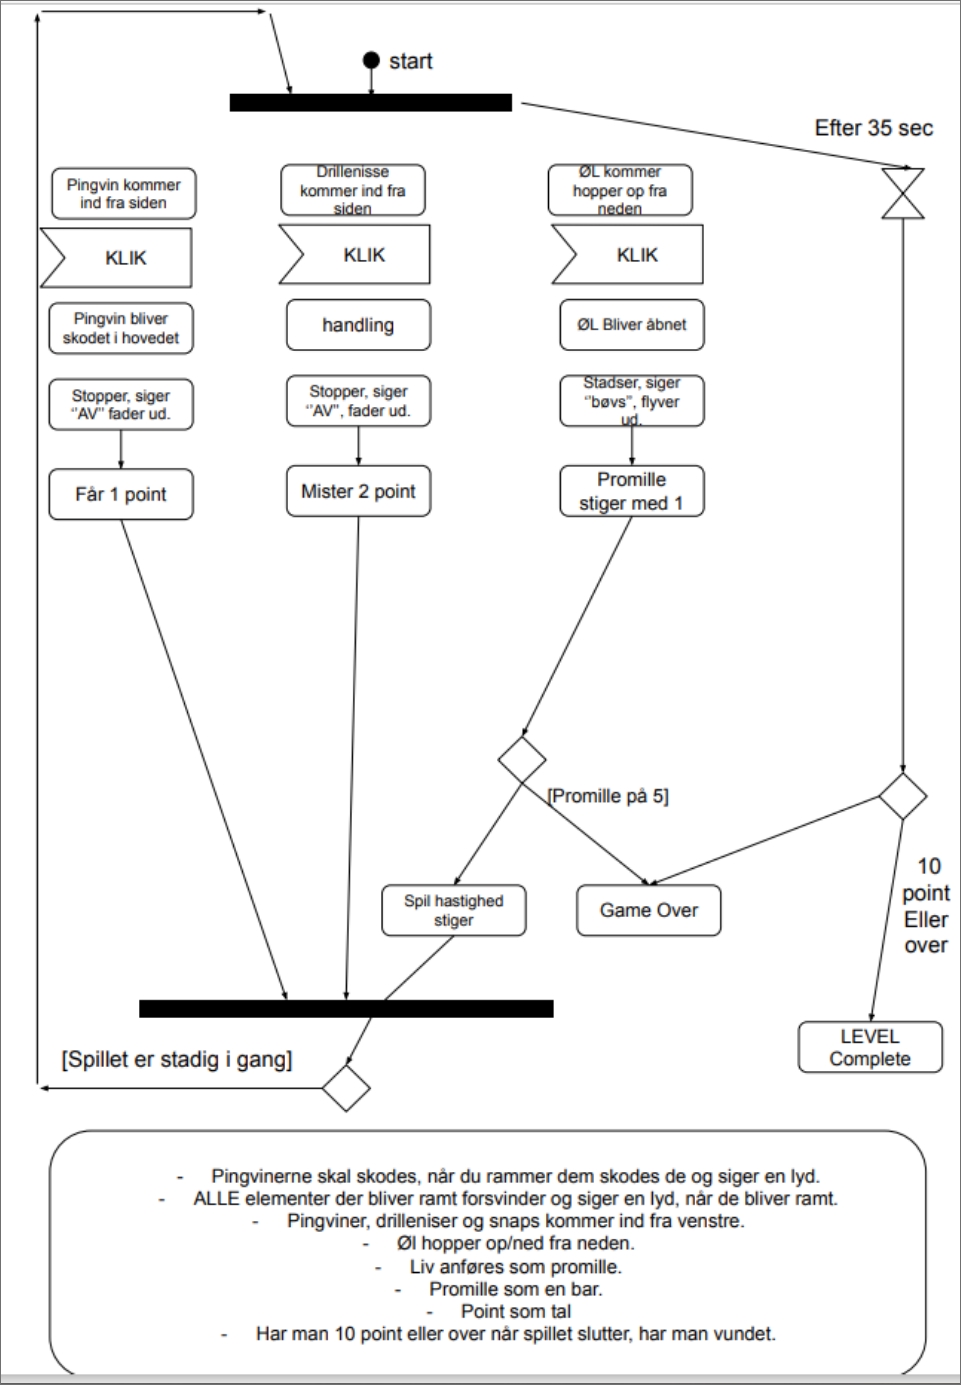 start
Efter 35 sec
Pingvin kommer
ind fra siden
Drillenisse
kommer ind fra
siden
ØL kommer
hopper op fra
neden
KLIK
KLIK
KLIK
Pingvin bliver
skodet i hovedet
handling
ØL Bliver åbnet
Stopper, siger
‘’AV’’ fader ud.
Stopper, siger
‘’AV’’, fader ud.
Stadser, siger
‘’bøvs’’, flyver
ud.
Får 1 point
Mister 2 point
Promille
stiger med 1
[Promille på 5]
Spil hastighed
stiger
Game Over
10
point
Eller
over
LEVEL
Complete
[Spillet er stadig i gang]
- Pingvinerne skal skodes, når du rammer dem skodes de og siger en lyd.
- ALLE elementer der bliver ramt forsvinder og siger en lyd, når de bliver ramt.
- Pingviner, drilleniser og snaps kommer ind fra venstre.
- Øl hopper op/ned fra neden.
- Liv anføres som promille.
- Promille som en bar.
- Point som tal
- Har man 10 point eller over når spillet slutter, har man vundet.